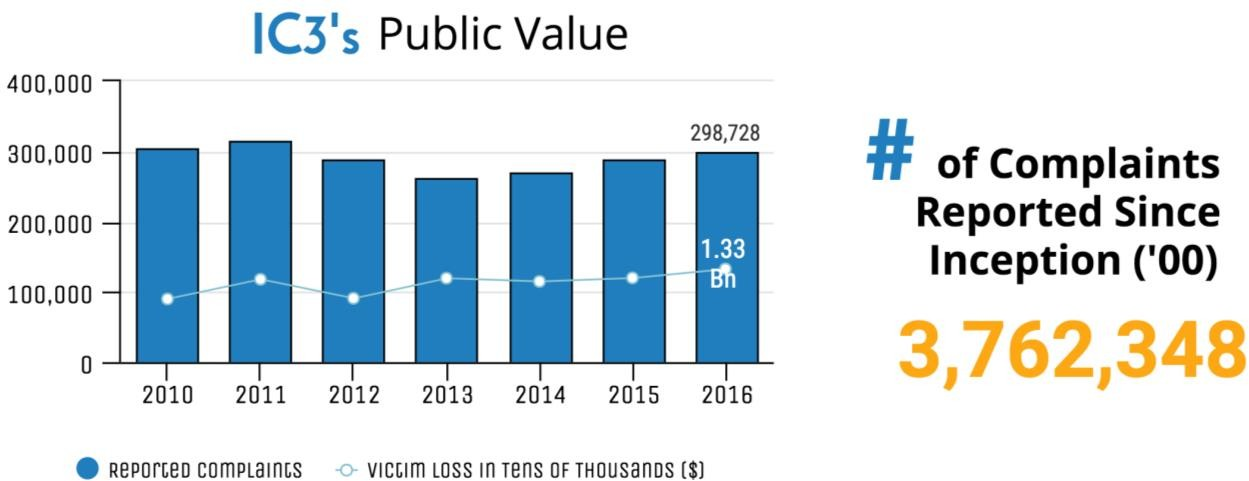 IC3's Public Value
400,000
300,000
200,000
100,000
0
298,728
1.33
Bn
2010 2011 2012 2013 2014 2015 2016
Reported Complaints Victim Loss in Tens of Thousands ($)
# of Complaints
Reported Since
Inception ('00)
3,762,348